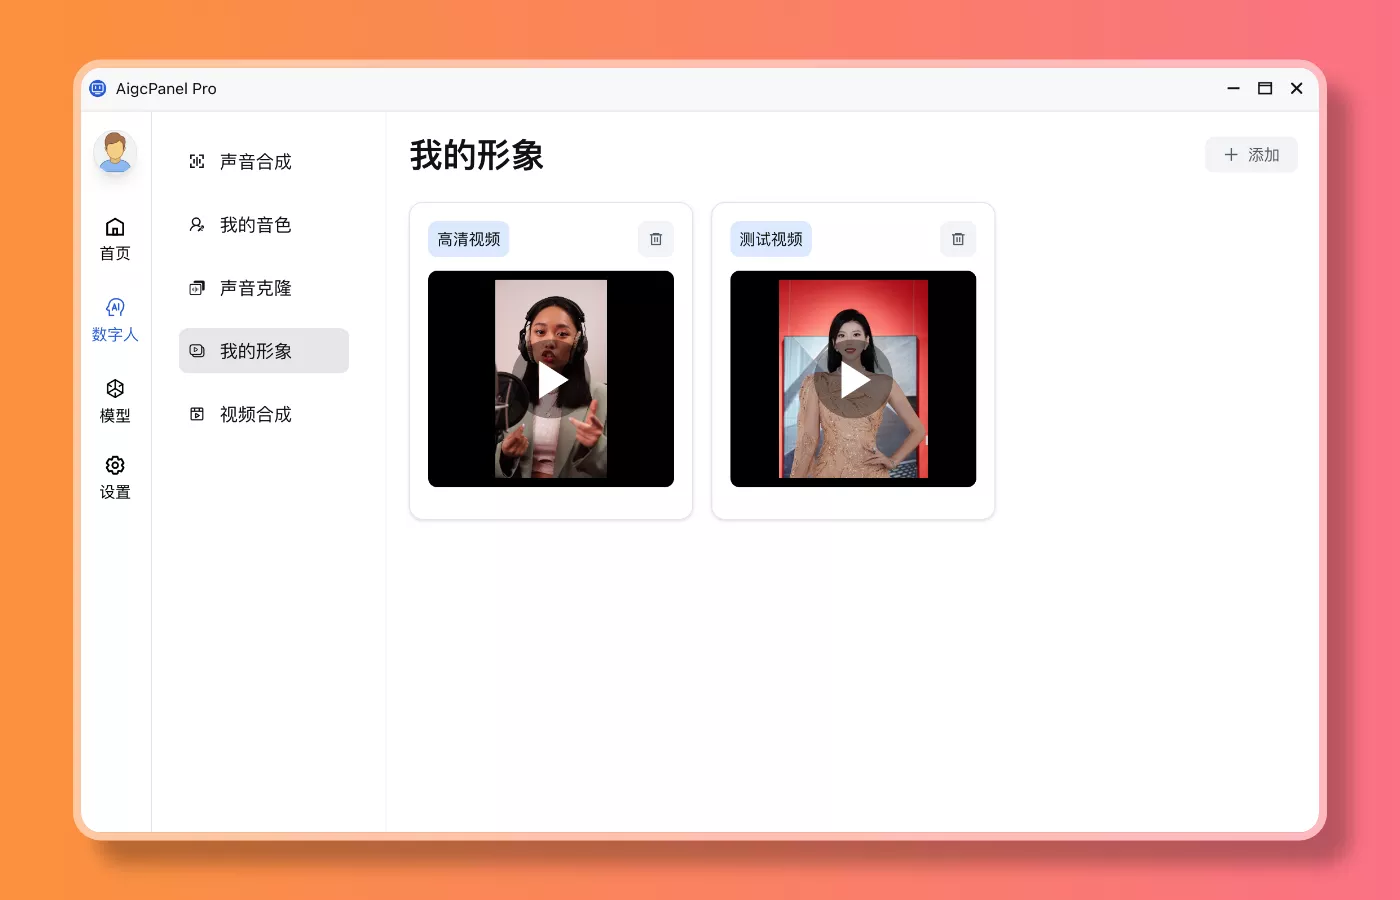 AigcPanel Pro
首页
数字人
模型
设置
声音合成
我的音色
声音克隆
我的形象
视频合成
我的形象
添加
高清视频
测试视频